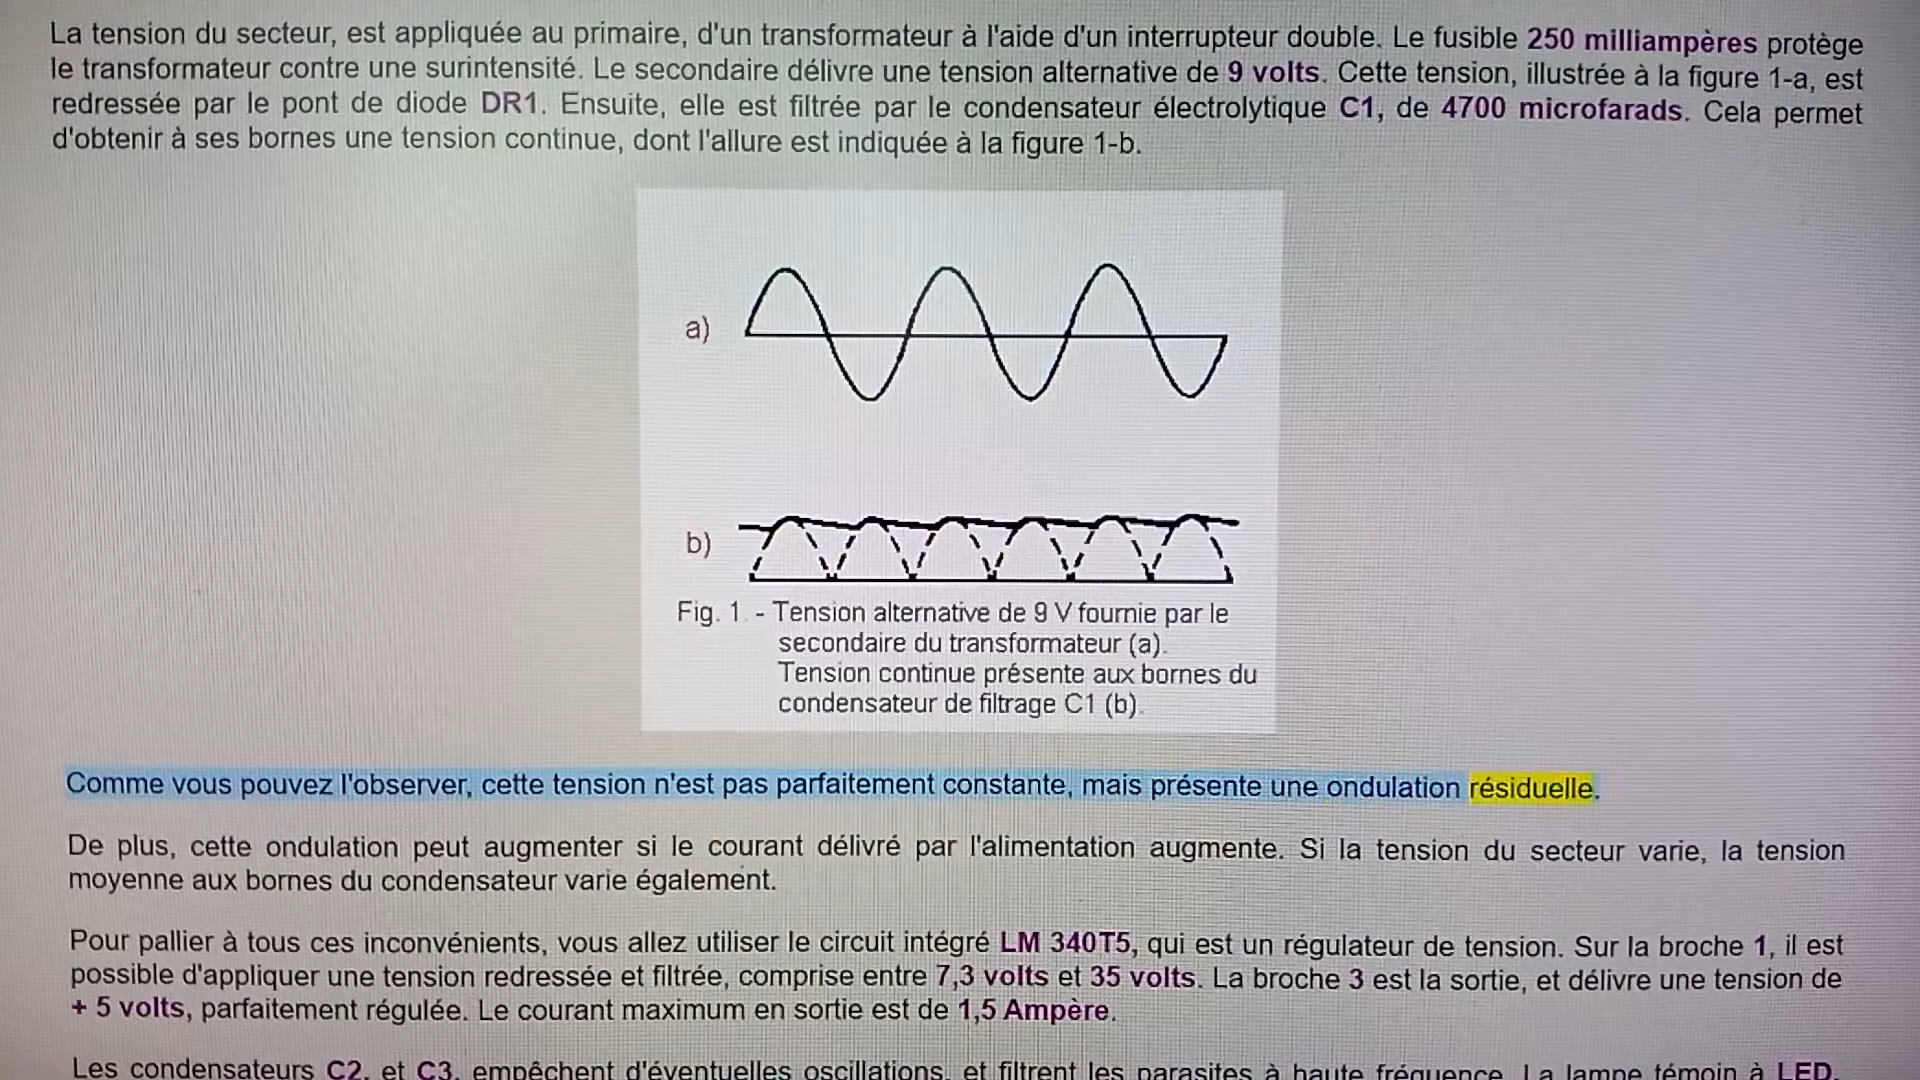 La tension du secteur, est appliquée au primaire, d'un transformateur à l'aide d'un interrupteur double. Le fusible 250 milliampères protège
le transformateur contre une surintensité. Le secondaire délivre une tension alternative de 9 volts. Cette tension, illustrée à la figure 1-a, est
redressée par le pont de diode DR1. Ensuite, elle est filtrée par le condensateur électrolytique C1, de 4700 microfarads. Cela permet
d'obtenir à ses bornes une tension continue, dont l'allure est indiquée à la figure 1-b.
a)
b)
Fig. 1. - Tension alternative de 9 V fournie par le
secondaire du transformateur (a).
Tension continue présente aux bornes du
condensateur de filtrage C1 (b).
Comme vous pouvez l'observer, cette tension n'est pas parfaitement constante, mais présente une ondulation résiduelle.
De plus, cette ondulation peut augmenter si le courant délivré par l'alimentation augmente. Si la tension du secteur varie, la tension
moyenne aux bornes du condensateur varie également.
Pour pallier à tous ces inconvénients, vous allez utiliser le circuit intégré LM 340T5, qui est un régulateur de tension. Sur la broche 1, il est
possible d'appliquer une tension redressée et filtrée, comprise entre 7,3 volts et 35 volts. La broche 3 est la sortie, et délivre une tension de
+ 5 volts, parfaitement régulée. Le courant maximum en sortie est de 1,5 Ampère.
Les condensateurs C2, et C3, empêchent d'éventuelles oscillations, et filtrent les parasites à haute fréquence. La lampe témoin à LED,